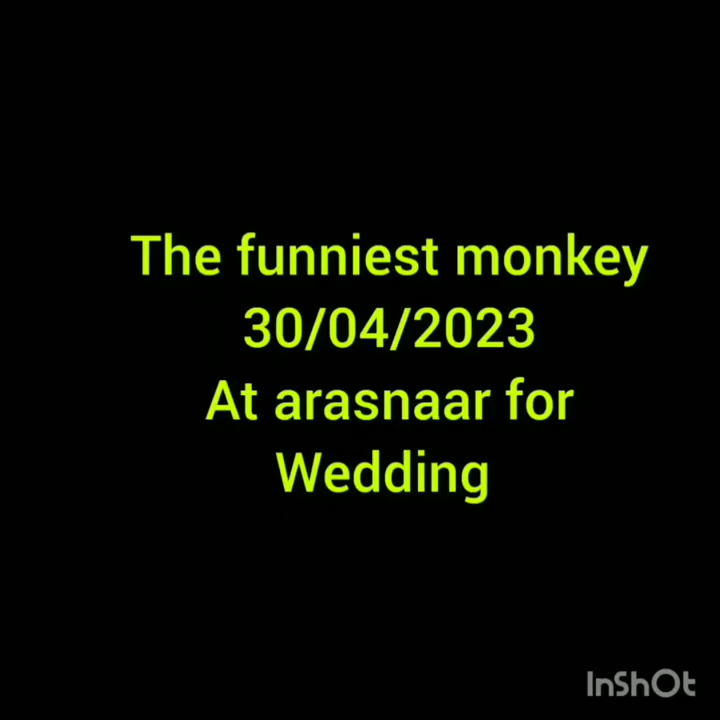 The funniest monkey
30/04/2023
At arasnaar for
Wedding
InShOt